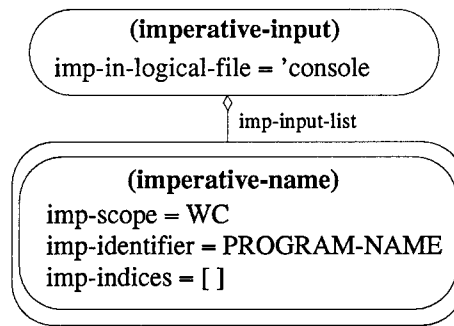 (imperative-input)
imp-in-logical-file = 'console
imp-input-list
(imperative-name)
imp-scope = WC
imp-identifier = PROGRAM-NAME
imp-indices = [ ]